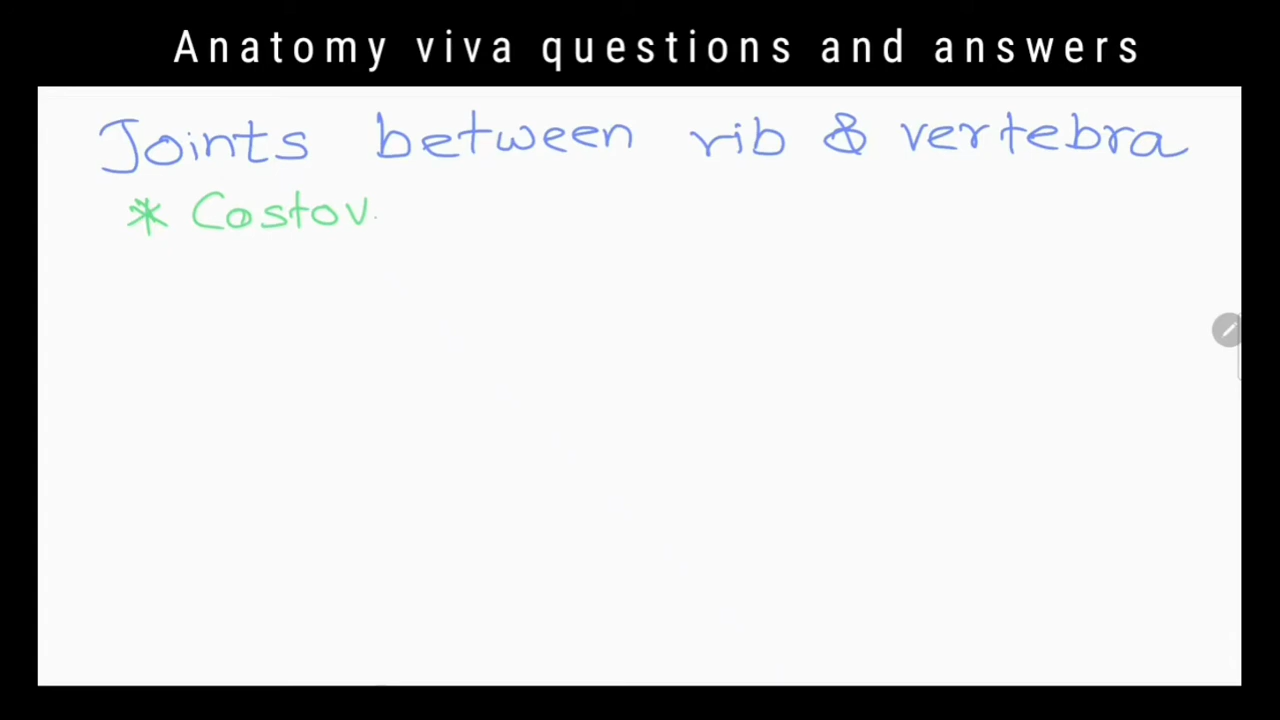 Anatomy viva questions and answers
Joints between rib & vertebra
* Costov